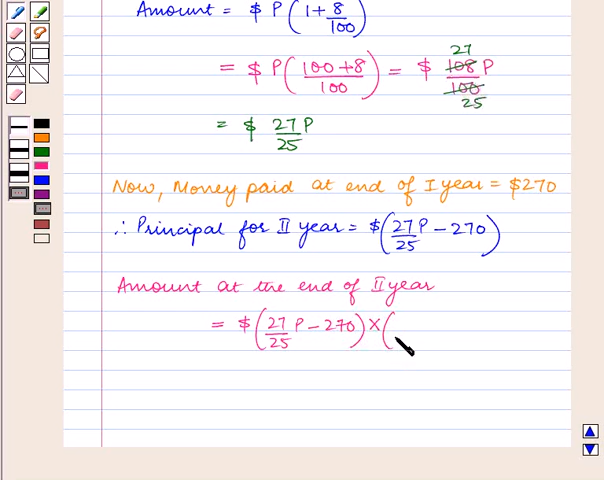 Amount = $ P(1+8/100)
= $ P(100+8/100) = $ 27 108/100 25 P
= $ 27P/25
Now, Money paid at end of I year = $270
∴ Principal for II year = $(27P/25 - 270)
Amount at the end of II year
= $(27/25 P - 270)×(